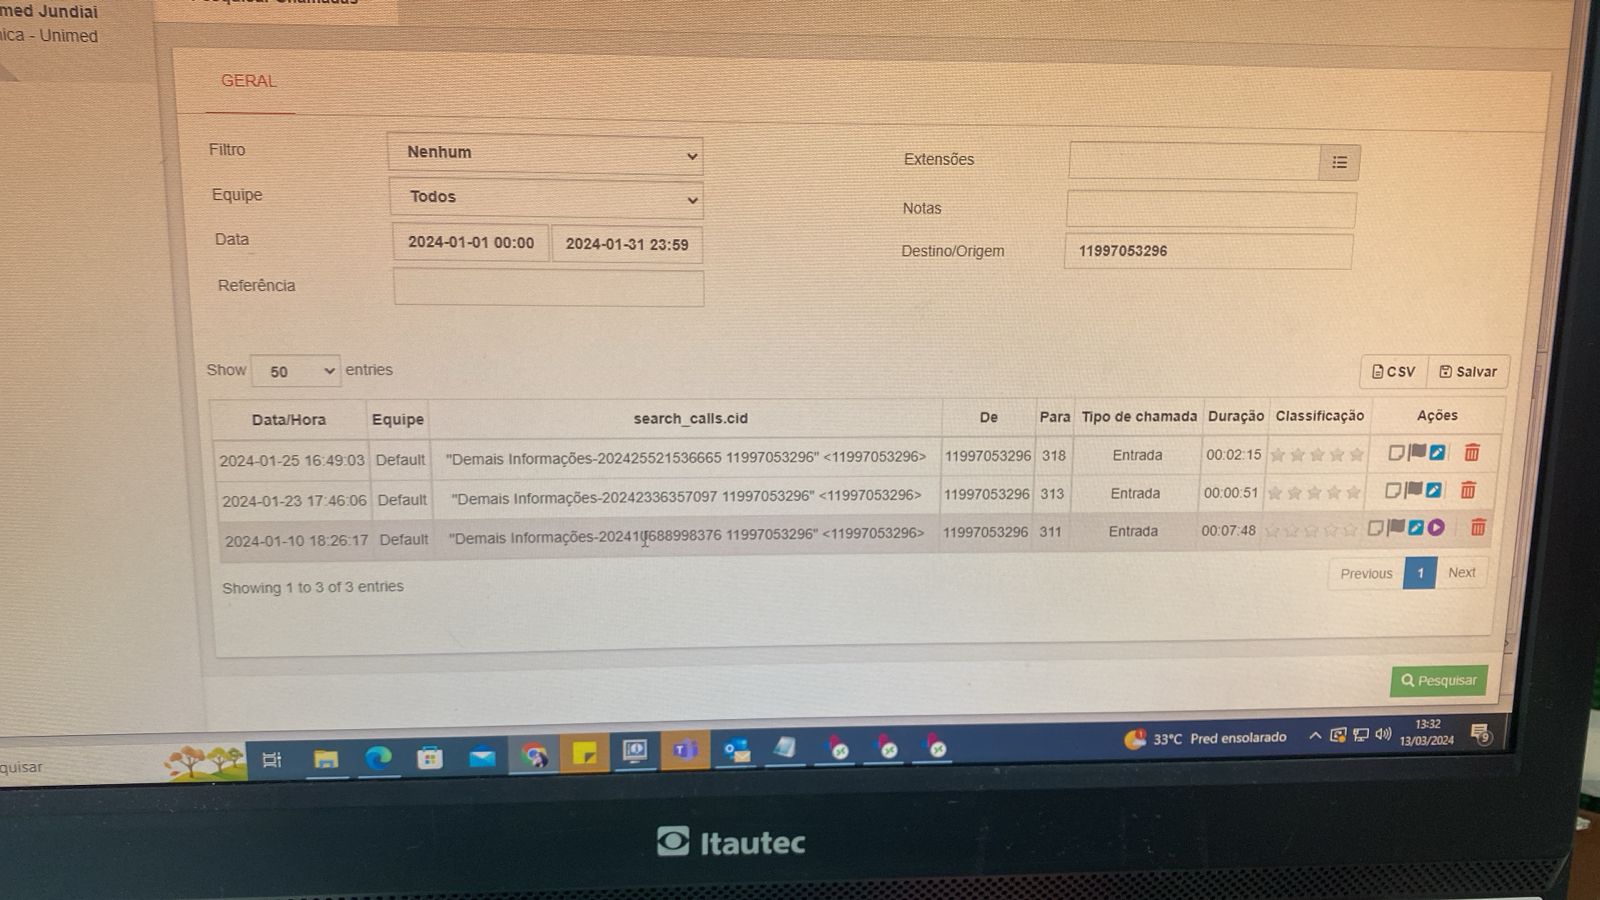 med Jundiai
ica - Unimed
GERAL
Filtro Nenhum Extensões
Equipe Todos Notas
Data 2024-01-01 00:00 2024-01-31 23:59 Destino/Origem 11997053296
Referência
Show 50 entries CSV Salvar
Data/Hora Equipe search_calls.cid De Para Tipo de chamada Duração Classificação Ações
2024-01-25 16:49:03 Default "Demais Informações-202425521536665 11997053296" <11997053296> 11997053296 318 Entrada 00:02:15
2024-01-23 17:46:06 Default "Demais Informações-20242336357097 11997053296" <11997053296> 11997053296 313 Entrada 00:00:51
2024-01-10 18:26:17 Default "Demais Informações-202410688998376 11997053296" <11997053296> 11997053296 311 Entrada 00:07:48
Showing 1 to 3 of 3 entries Previous 1 Next
Pesquisar
quisar 33°C Pred ensolarado 13:32
13/03/2024 9
Itautec